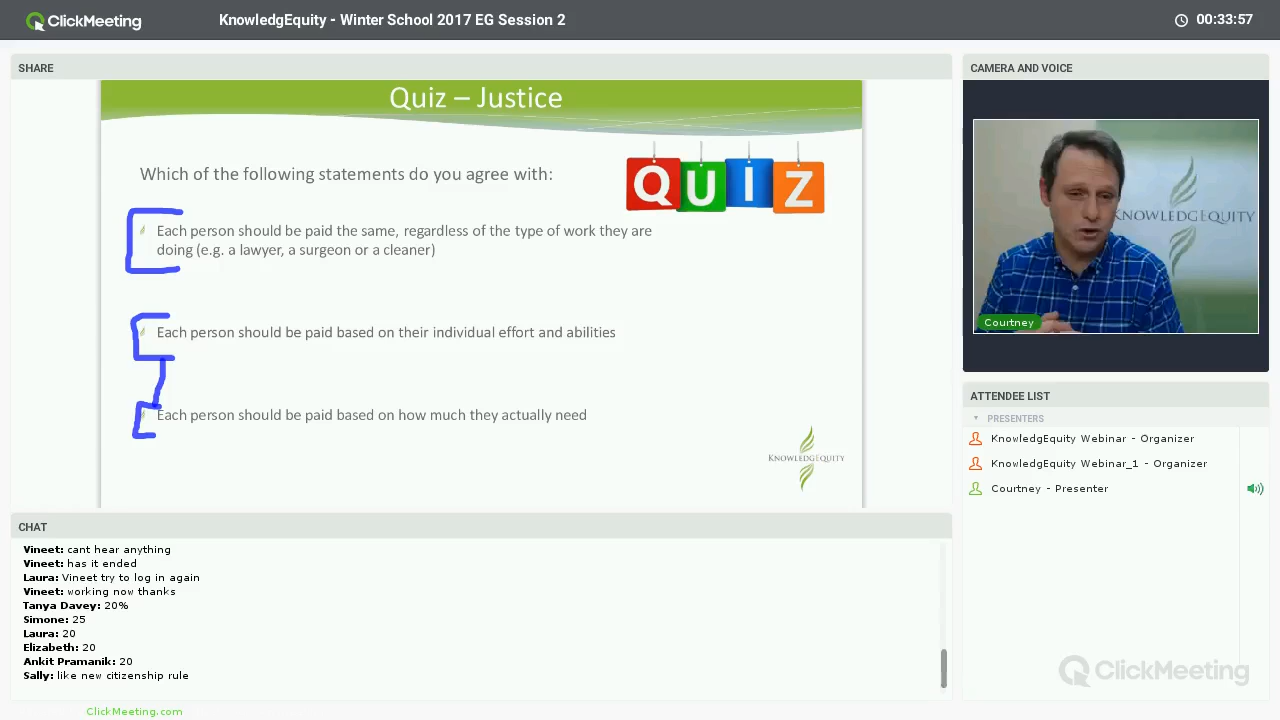 ClickMeeting
KnowledgEquity - Winter School 2017 EG Session 2
00:33:57
SHARE
Quiz – Justice
Which of the following statements do you agree with:
QUIZ
Each person should be paid the same, regardless of the type of work they are
doing (e.g. a lawyer, a surgeon or a cleaner)
Each person should be paid based on their individual effort and abilities
Each person should be paid based on how much they actually need
KNOWLEDGEQUITY
CAMERA AND VOICE
KNOWLEDGEQUITY
Courtney
ATTENDEE LIST
PRESENTERS
KnowledgEquity Webinar - Organizer
KnowledgEquity Webinar_1 - Organizer
Courtney - Presenter
CHAT
Vineet: cant hear anything
Vineet: has it ended
Laura: Vineet try to log in again
Vineet: working now thanks
Tanya Davey: 20%
Simone: 25
Laura: 20
Elizabeth: 20
Ankit Pramanik: 20
Sally: like new citizenship rule
ClickMeeting
ClickMeeting.com